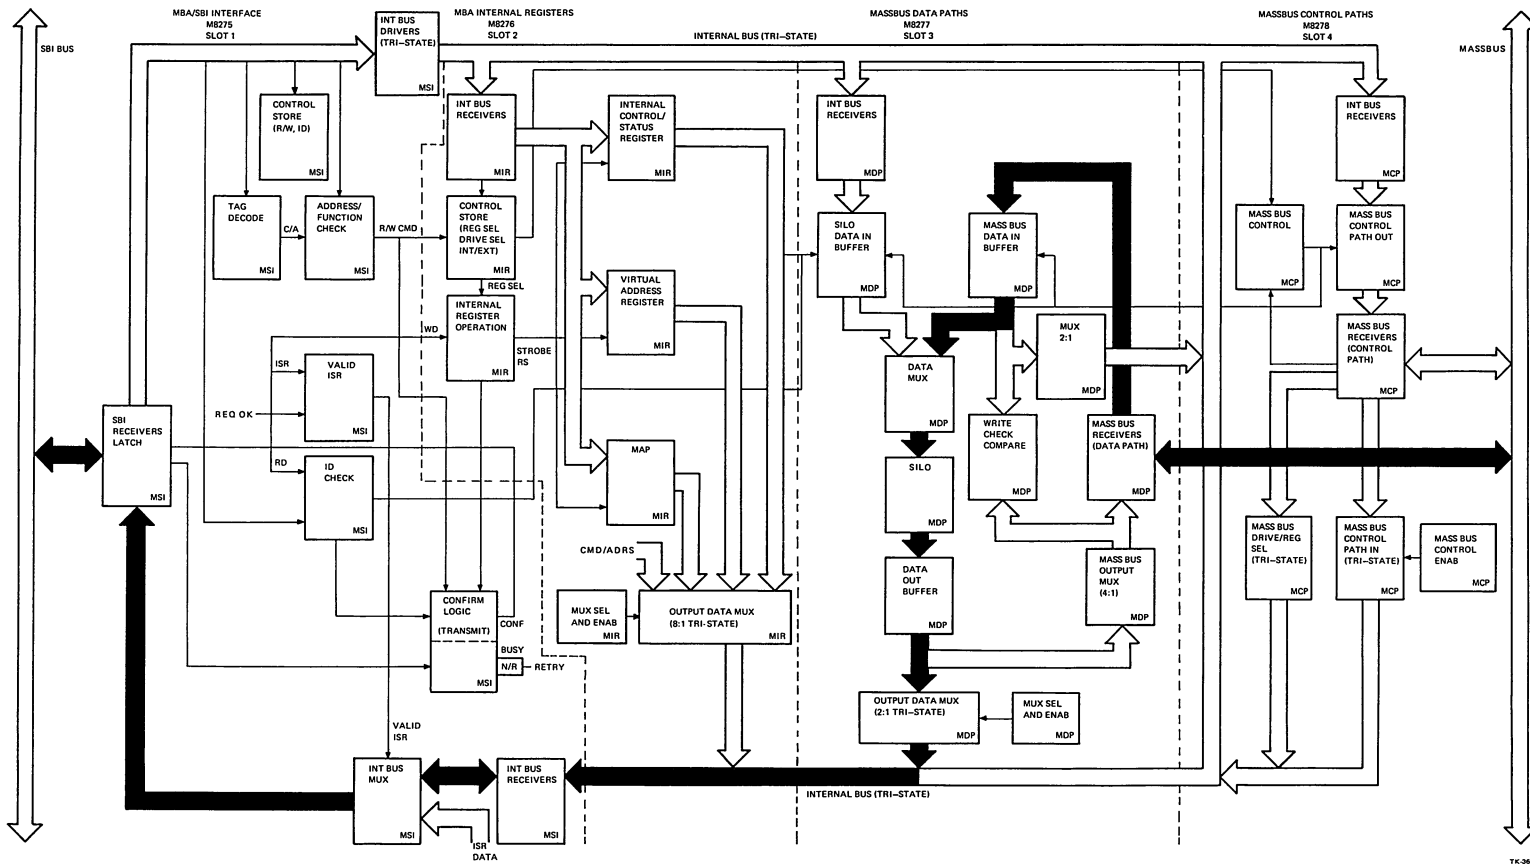 MBA/SBI INTERFACE
M8275
SLOT 1
MBA INTERNAL REGISTERS
M8276
SLOT 2
MASSBUS DATA PATHS
M8277
SLOT 3
MASSBUS CONTROL PATHS
M8278
SLOT 4
SBI BUS
MASSBUS
INTERNAL BUS (TRI-STATE)
INT BUS
DRIVERS
(TRI-STATE)
MSI
CONTROL
STORE
(R/W, ID)
MSI
INT BUS
RECEIVERS
MIR
INTERNAL
CONTROL/
STATUS
REGISTER
MIR
INT BUS
RECEIVERS
MDP
INT BUS
RECEIVERS
MCP
TAG
DECODE
MSI
C/A
ADDRESS/
FUNCTION
CHECK
MSI
R/W CMD
CONTROL
STORE
(REG SEL
DRIVE SEL
INT/EXT)
MIR
REG SEL
SILO
DATA IN
BUFFER
MDP
MASS BUS
DATA IN
BUFFER
MDP
MASS BUS
CONTROL
MCP
MASS BUS
CONTROL
PATH OUT
MCP
VIRTUAL
ADDRESS
REGISTER
MIR
INTERNAL
REGISTER
OPERATION
MIR
WD
STROBE
RS
MUX
2:1
MDP
MASS BUS
RECEIVERS
(CONTROL
PATH)
MCP
ISR
VALID
ISR
MSI
REQ OK
DATA
MUX
MDP
SBI
RECEIVERS
LATCH
MSI
WRITE
CHECK
COMPARE
MDP
MASS BUS
RECEIVERS
(DATA PATH)
MDP
RD
ID
CHECK
MSI
MAP
MIR
SILO
MDP
MASS BUS
DRIVE/REG
SEL
(TRI-STATE)
MCP
MASS BUS
CONTROL
PATH IN
(TRI-STATE)
MCP
MASS BUS
CONTROL
ENAB
MCP
CMD/ADRS
DATA
OUT
BUFFER
MDP
MASS BUS
OUTPUT
MUX
(4:1)
MDP
CONFIRM
LOGIC
(TRANSMIT)
MSI
CONF
BUSY
N/R
RETRY
MUX SEL
AND ENAB
MIR
OUTPUT DATA MUX
(8:1 TRI-STATE)
MIR
OUTPUT DATA MUX
(2:1 TRI-STATE)
MDP
MUX SEL
AND ENAB
MDP
VALID
ISR
INT BUS
MUX
MSI
INT BUS
RECEIVERS
MSI
INTERNAL BUS (TRI-STATE)
ISR
DATA